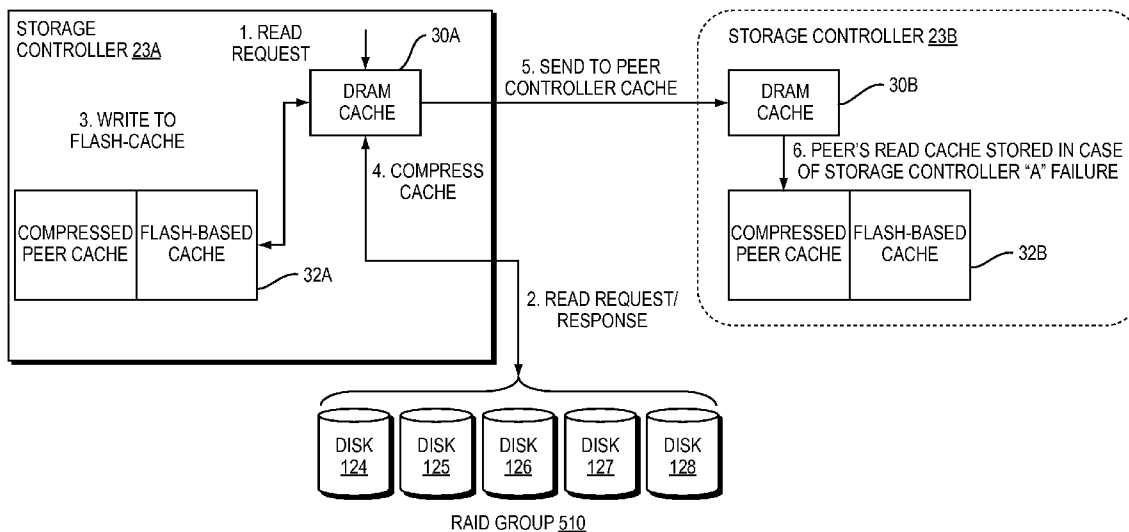 STORAGE
CONTROLLER 23A
1. READ
REQUEST
30A
DRAM
CACHE
3. WRITE TO
FLASH-CACHE
4. COMPRESS
CACHE
COMPRESSED
PEER CACHE
FLASH-BASED
CACHE
32A
5. SEND TO PEER
CONTROLLER CACHE
STORAGE CONTROLLER 23B
DRAM
CACHE
30B
6. PEER'S READ CACHE STORED IN CASE
OF STORAGE CONTROLLER "A" FAILURE
COMPRESSED
PEER CACHE
FLASH-BASED
CACHE
32B
2. READ REQUEST/
RESPONSE
DISK
124
DISK
125
DISK
126
DISK
127
DISK
128
RAID GROUP 510